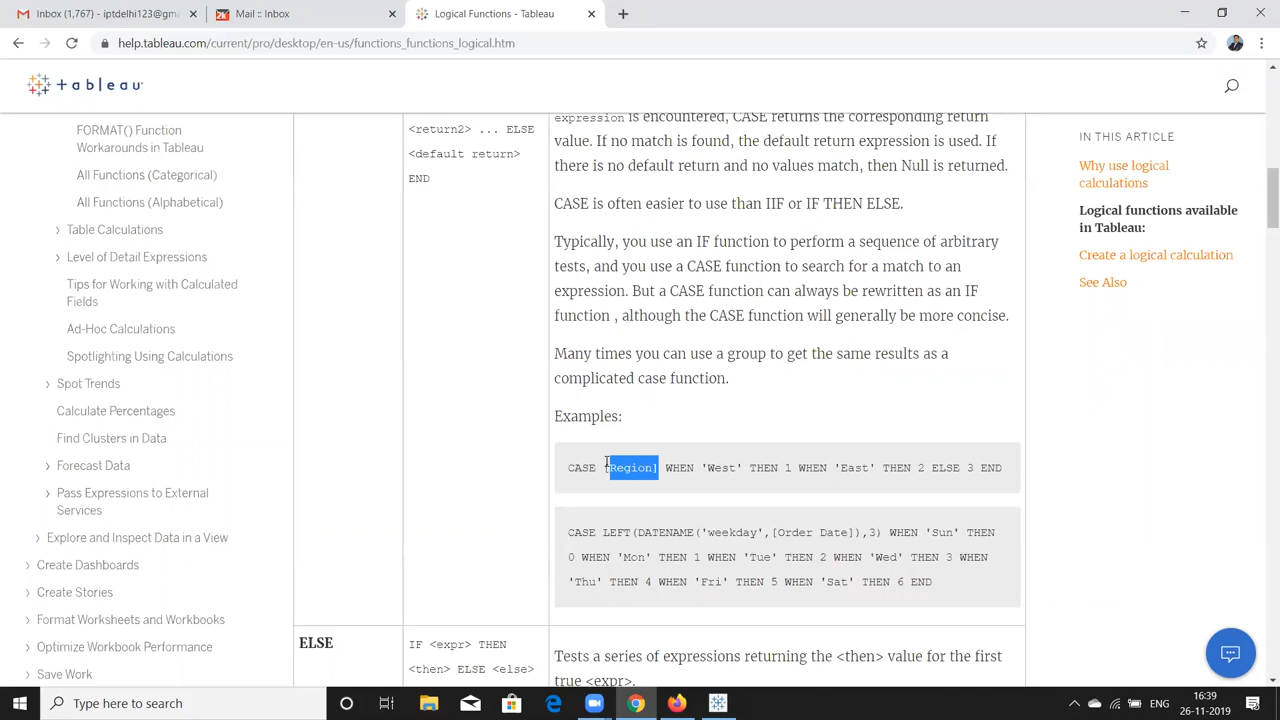 Inbox (1,767) - iptdelhi123@gma
Mail :: Inbox
Logical Functions - Tableau
help.tableau.com/current/pro/desktop/en-us/functions_functions_logical.htm
+ a b l e a u
FORMAT() Function
Workarounds in Tableau
All Functions (Categorical)
All Functions (Alphabetical)
Table Calculations
Level of Detail Expressions
Tips for Working with Calculated
Fields
Ad-Hoc Calculations
Spotlighting Using Calculations
Spot Trends
Calculate Percentages
Find Clusters in Data
Forecast Data
Pass Expressions to External
Services
Explore and Inspect Data in a View
Create Dashboards
Create Stories
Format Worksheets and Workbooks
Optimize Workbook Performance
Save Work
<return2> ... ELSE
<default return>
END
expression is encountered, CASE returns the corresponding return
value. If no match is found, the default return expression is used. If
there is no default return and no values match, then Null is returned.
CASE is often easier to use than IIF or IF THEN ELSE.
Typically, you use an IF function to perform a sequence of arbitrary
tests, and you use a CASE function to search for a match to an
expression. But a CASE function can always be rewritten as an IF
function , although the CASE function will generally be more concise.
Many times you can use a group to get the same results as a
complicated case function.
Examples:
CASE [Region] WHEN 'West' THEN 1 WHEN 'East' THEN 2 ELSE 3 END
CASE LEFT(DATENAME('weekday',[Order Date]),3) WHEN 'Sun' THEN
0 WHEN 'Mon' THEN 1 WHEN 'Tue' THEN 2 WHEN 'Wed' THEN 3 WHEN
'Thu' THEN 4 WHEN 'Fri' THEN 5 WHEN 'Sat' THEN 6 END
ELSE
IF <expr> THEN
<then> ELSE <else>
Tests a series of expressions returning the <then> value for the first
true <expr>.
IN THIS ARTICLE
Why use logical
calculations
Logical functions available
in Tableau:
Create a logical calculation
See Also
Type here to search
ENG
16:39
26-11-2019